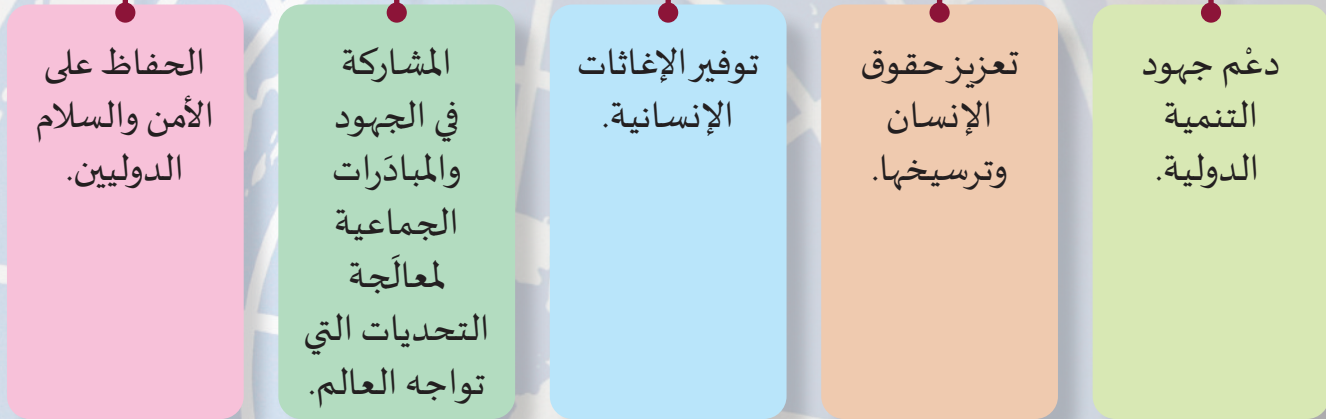 دعْم جهود
التنمية
الدولية.
تعزيز حقوق
الإنسان
وترسيخها.
توفير الإغاثات
الإنسانية.
المشاركة
في الجهود
والمبادَرات
الجماعية
لمعالَجة
التحديات التي
تواجه العالم.
الحفاظ على
الأمن والسلام
الدوليين.